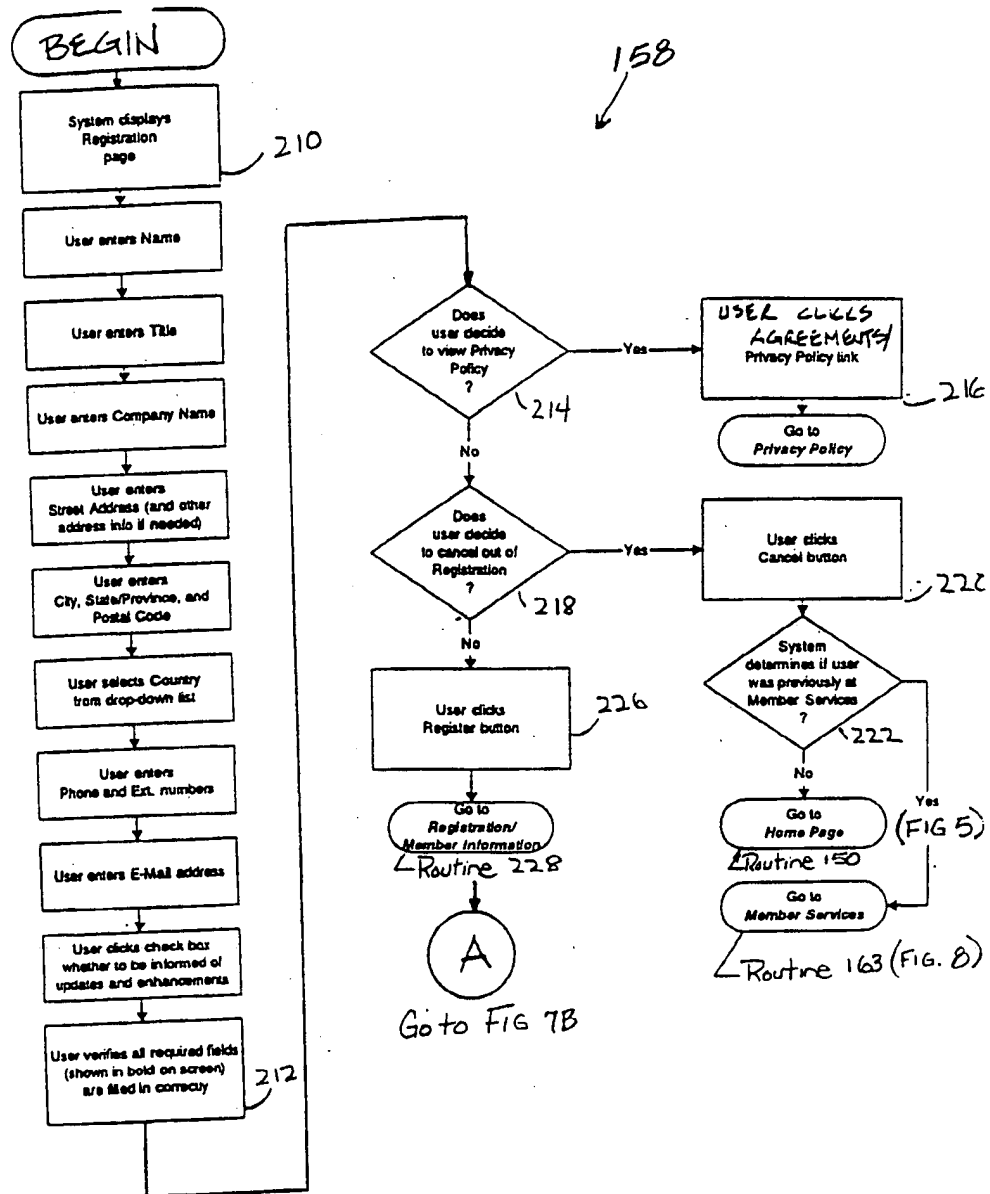 BEGIN
158
System displays
Registration
page
210
User enters Name
User enters Title
User enters Company Name
User enters
Street Address (and other
address info if needed)
User enters
City, State/Province, and
Postal Code
User selects Country
from drop-down list
User enters
Phone and Ext. numbers
User enters E-Mail address
User clicks check box
whether to be informed of
updates and enhancements
User verifies all required fields
(shown in bold on screen)
are filled in correctly
212
Does
user decide
to view Privacy
Policy
?
214
Yes
USER CLICKS
AGREEMENTS/
Privacy Policy link
216
Go to
Privacy Policy
No
Does
user decide
to cancel out of
Registration
?
218
Yes
User clicks
Cancel button
220
No
System
determines if user
was previously at
Member Services
?
222
User clicks
Register button
226
No
Yes
Go to
Registration/
Member Information
Routine 228
Go to
Home Page
(FIG 5)
Routine 150
Go to
Member Services
Routine 163 (FIG. 8)
A
Go to FIG 7B